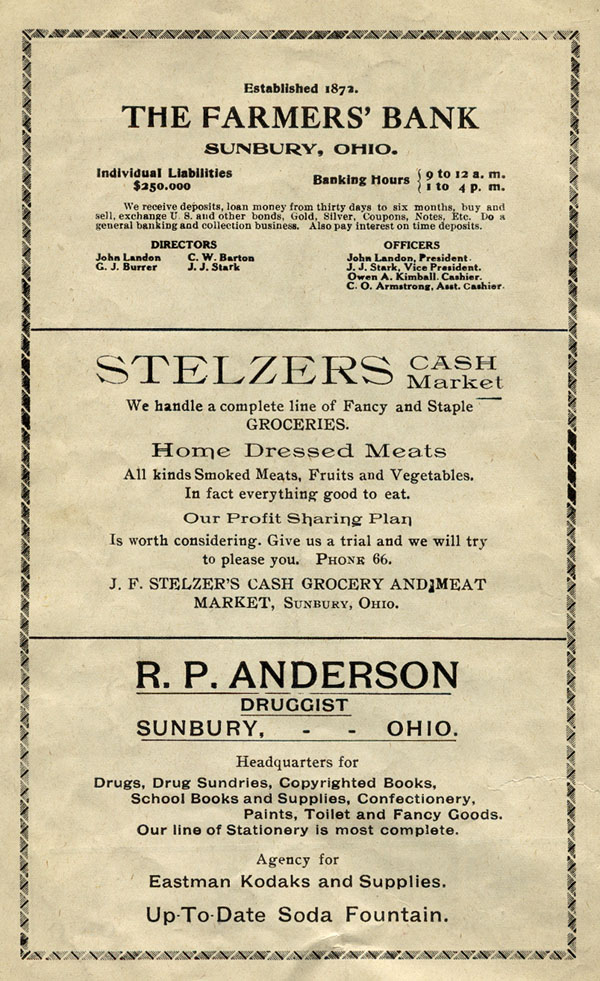 Established 1872.
THE FARMERS' BANK
SUNBURY, OHIO.
Individual Liabilities
$250.000
Banking Hours { 9 to 12 a. m.
{ 1 to 4 p. m.
We receive deposits, loan money from thirty days to six months, buy and
sell, exchange U. S. and other bonds, Gold, Silver, Coupons, Notes, Etc. Do a
general banking and collection business. Also pay interest on time deposits.
DIRECTORS
John Landon C. W. Barton
G. J. Burrer J. J. Stark
OFFICERS
John Landon, President.
J. J. Stark, Vice President.
Owen A. Kimball. Cashier.
C. O. Armstrong, Asst. Cashier.
STELZERS CASH
Market
We handle a complete line of Fancy and Staple
GROCERIES.
Home Dressed Meats
All kinds Smoked Meats, Fruits and Vegetables.
In fact everything good to eat.
Our Profit Sharing Plan
Is worth considering. Give us a trial and we will try
to please you. PHONE 66.
J. F. STELZER'S CASH GROCERY AND MEAT
MARKET, SUNBURY, OHIO.
R. P. ANDERSON
DRUGGIST
SUNBURY, - - OHIO.
Headquarters for
Drugs, Drug Sundries, Copyrighted Books,
School Books and Supplies, Confectionery,
Paints, Toilet and Fancy Goods.
Our line of Stationery is most complete.
Agency for
Eastman Kodaks and Supplies.
Up-To-Date Soda Fountain.